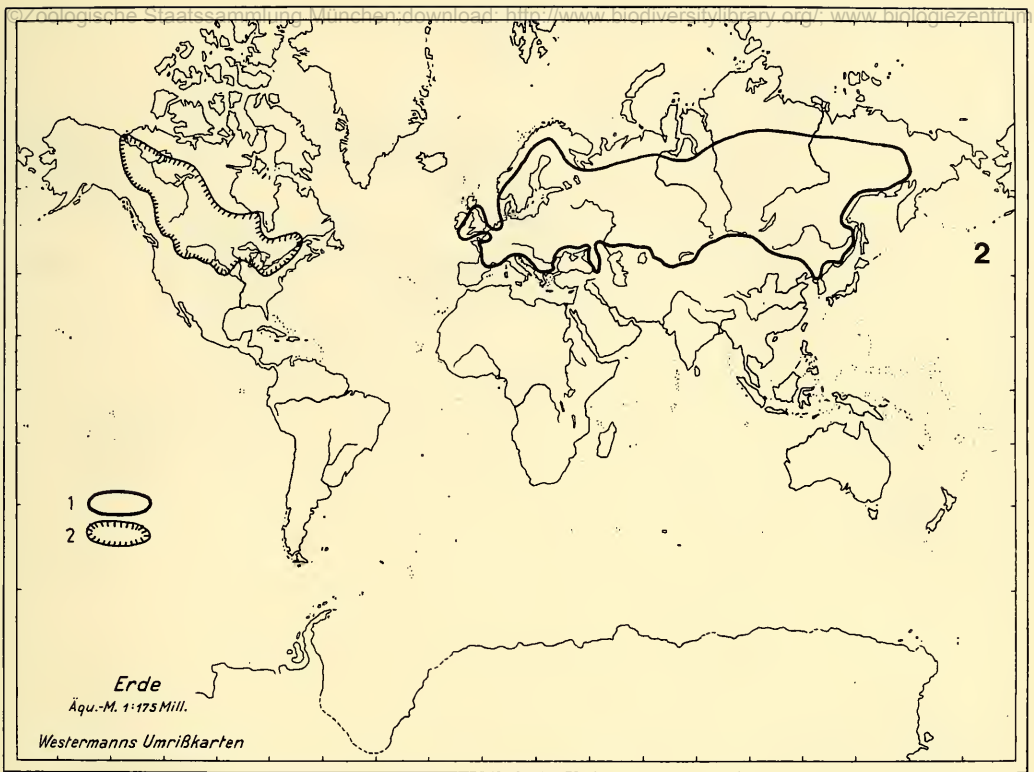 ©Zoologische Staatssammlung München;download: http://www.biodiversitylibrary.org/; www.biologiezentrum
2
1
2
Erde
Äqu.-M. 1:175 Mill.
Westermanns Umrißkarten